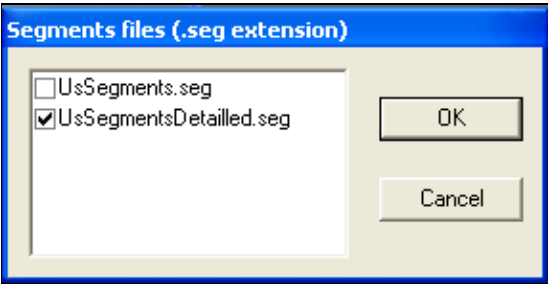 Segments files (.seg extension)
UsSegments.seg
UsSegmentsDetailled.seg
OK
Cancel